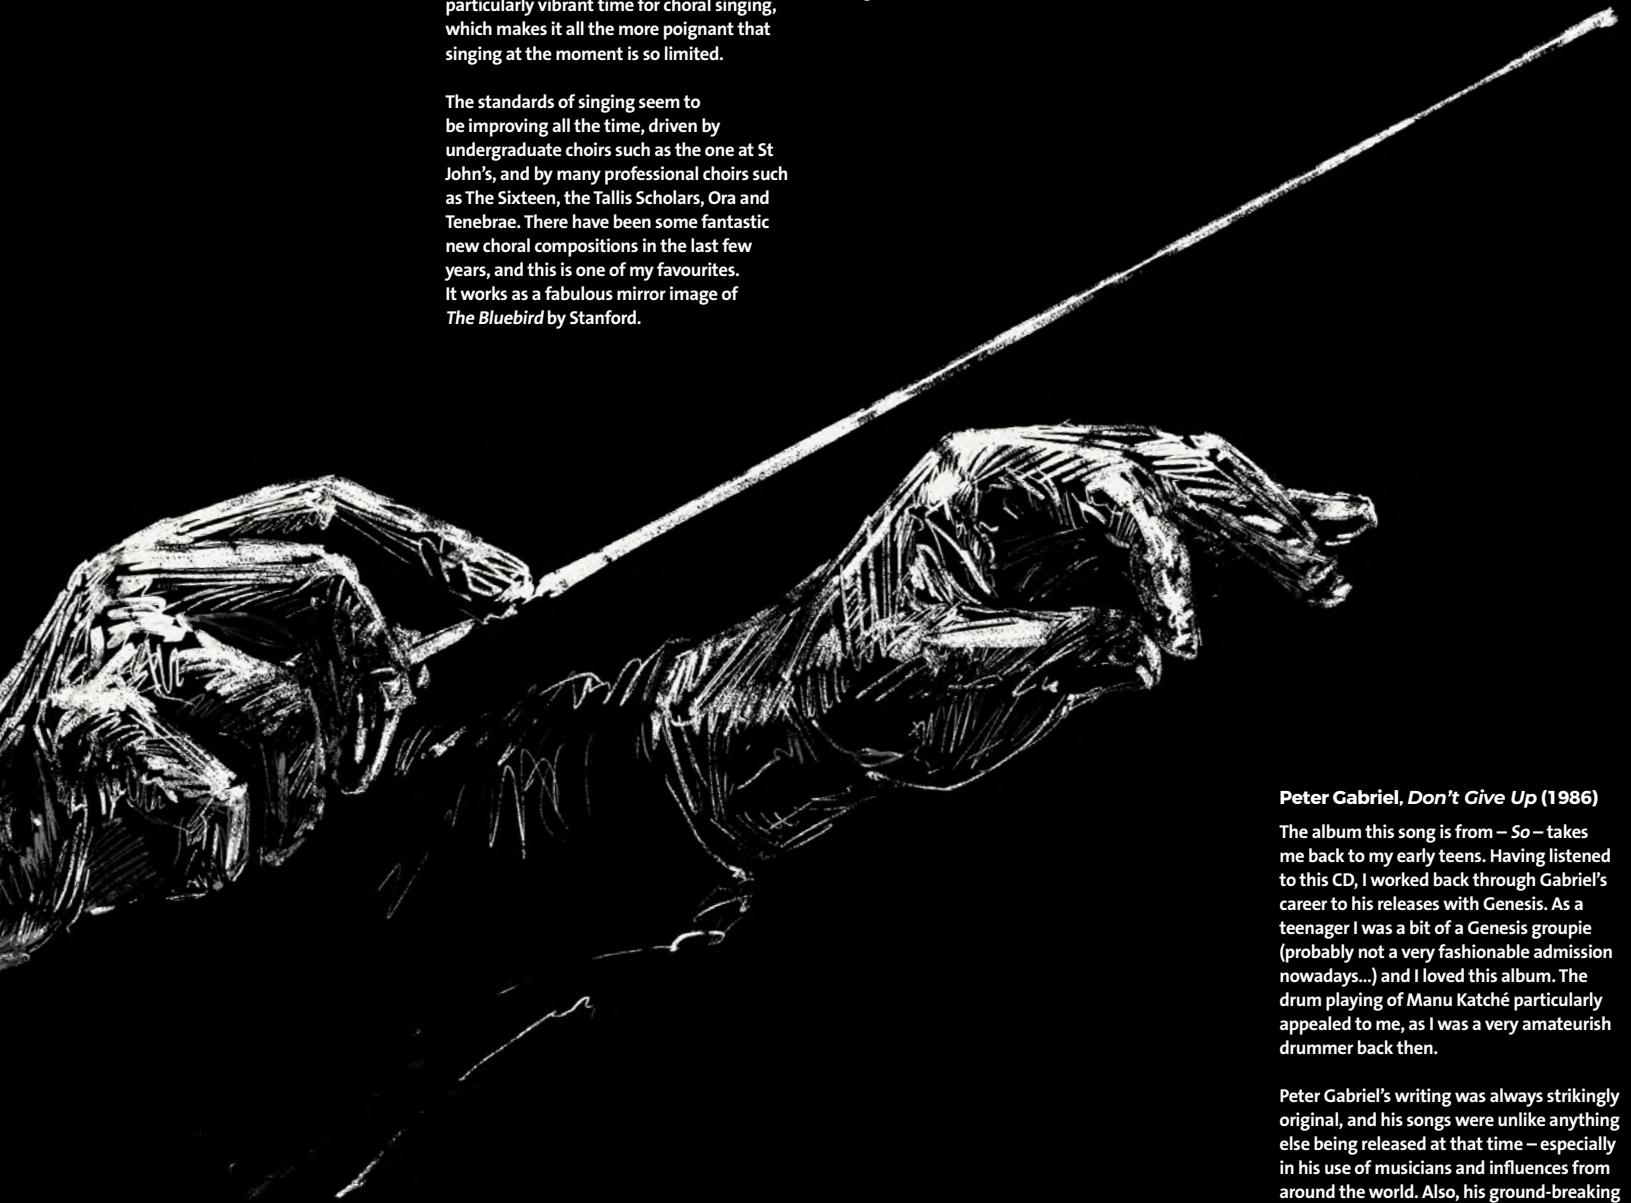 particularly vibrant time for choral singing,
which makes it all the more poignant that
singing at the moment is so limited.
The standards of singing seem to
be improving all the time, driven by
undergraduate choirs such as the one at St
John’s, and by many professional choirs such
as The Sixteen, the Tallis Scholars, Ora and
Tenebrae. There have been some fantastic
new choral compositions in the last few
years, and this is one of my favourites.
It works as a fabulous mirror image of
The Bluebird by Stanford.
Peter Gabriel, Don’t Give Up (1986)
The album this song is from – So – takes
me back to my early teens. Having listened
to this CD, I worked back through Gabriel’s
career to his releases with Genesis. As a
teenager I was a bit of a Genesis groupie
(probably not a very fashionable admission
nowadays...) and I loved this album. The
drum playing of Manu Katché particularly
appealed to me, as I was a very amateurish
drummer back then.
Peter Gabriel’s writing was always strikingly
original, and his songs were unlike anything
else being released at that time – especially
in his use of musicians and influences from
around the world. Also, his ground-breaking